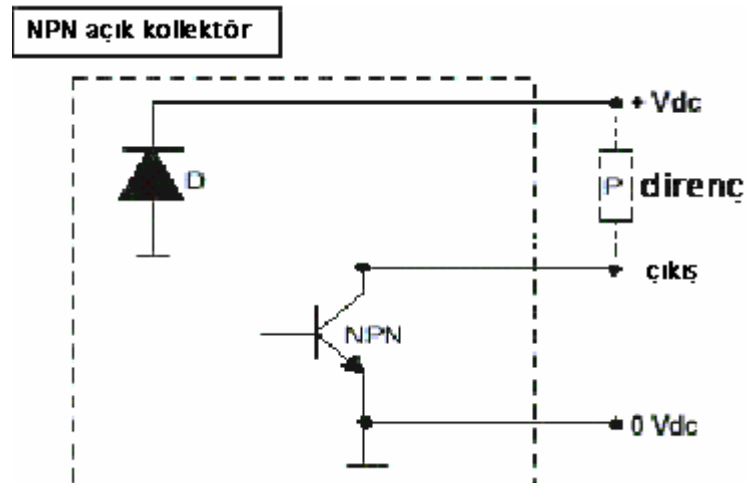 NPN açık kollektör
+ Vdc
D
P direnç
çıkış
NPN
0 Vdc